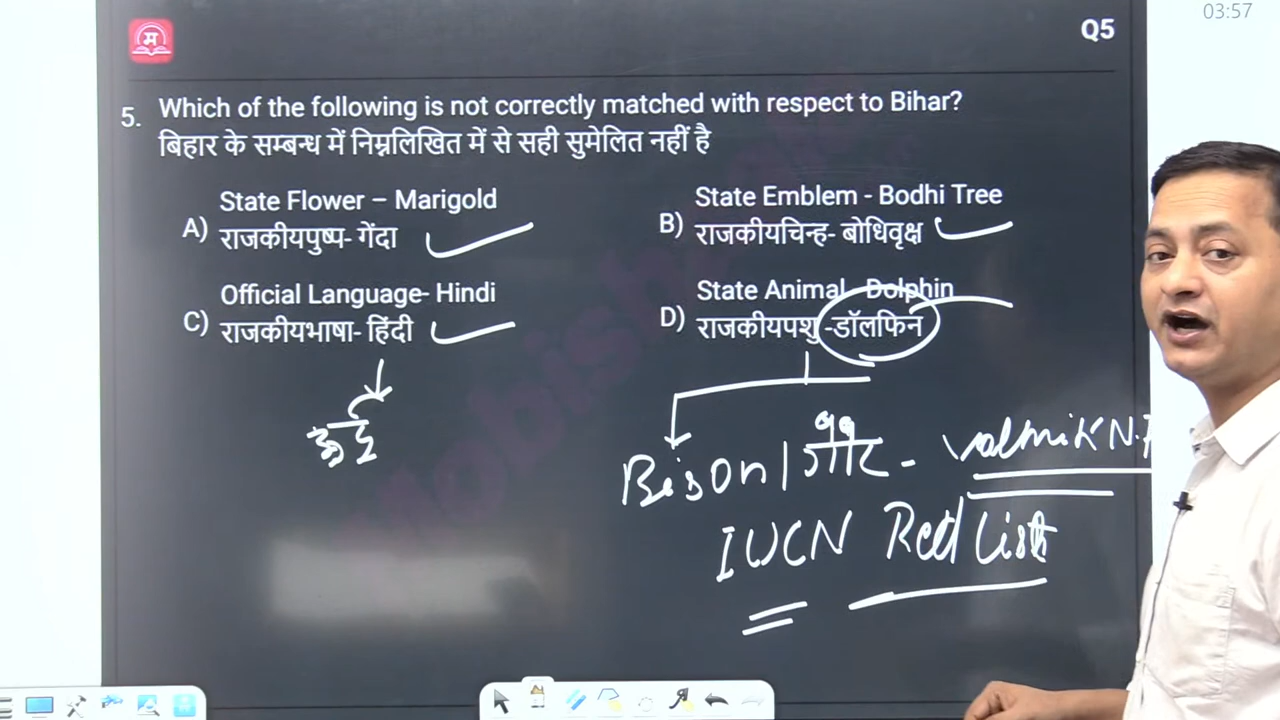 03:57
म
Q5
5. Which of the following is not correctly matched with respect to Bihar?
बिहार के सम्बन्ध में निम्नलिखित में से सही सुमेलित नहीं है
A) State Flower – Marigold
राजकीयपुष्प- गेंदा
B) State Emblem - Bodhi Tree
राजकीयचिन्ह- बोधिवृक्ष
C) Official Language- Hindi
राजकीयभाषा- हिंदी
D) State Animal - Dolphin
राजकीयपशु -डॉलफिन
Bison/
IUCN Red List